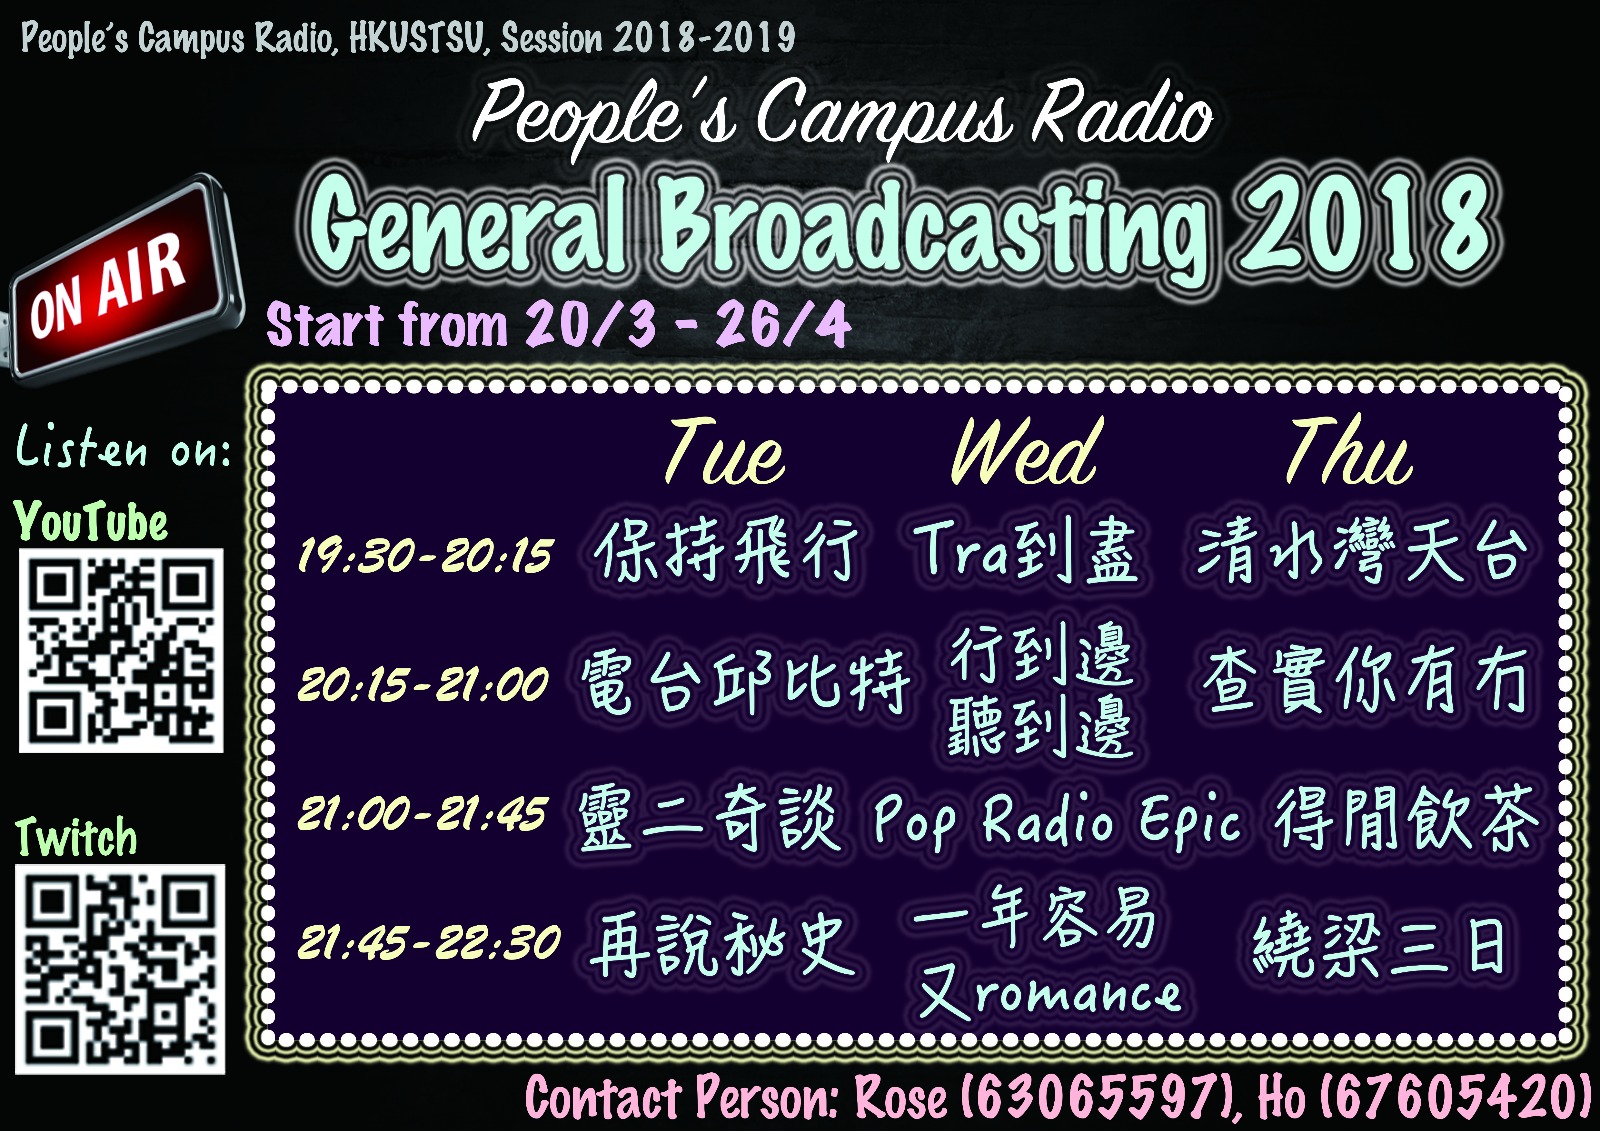 People's Campus Radio, HKUSTSU, Session 2018-2019
People's Campus Radio
General Broadcasting 2018
ON AIR
Start from 20/3 - 26/4
Listen on:
YouTube
Twitch
Tue Wed Thu
19:30-20:15 保持飛行 Tra到盡 清水灣天台
20:15-21:00 電台邱比特 行到邊 聽到邊 查實你有冇
21:00-21:45 靈二奇談 Pop Radio Epic 得閒飲茶
21:45-22:30 再說秘史 一年容易 又romance 繞梁三日
Contact Person: Rose (63065597), Ho (67605420)